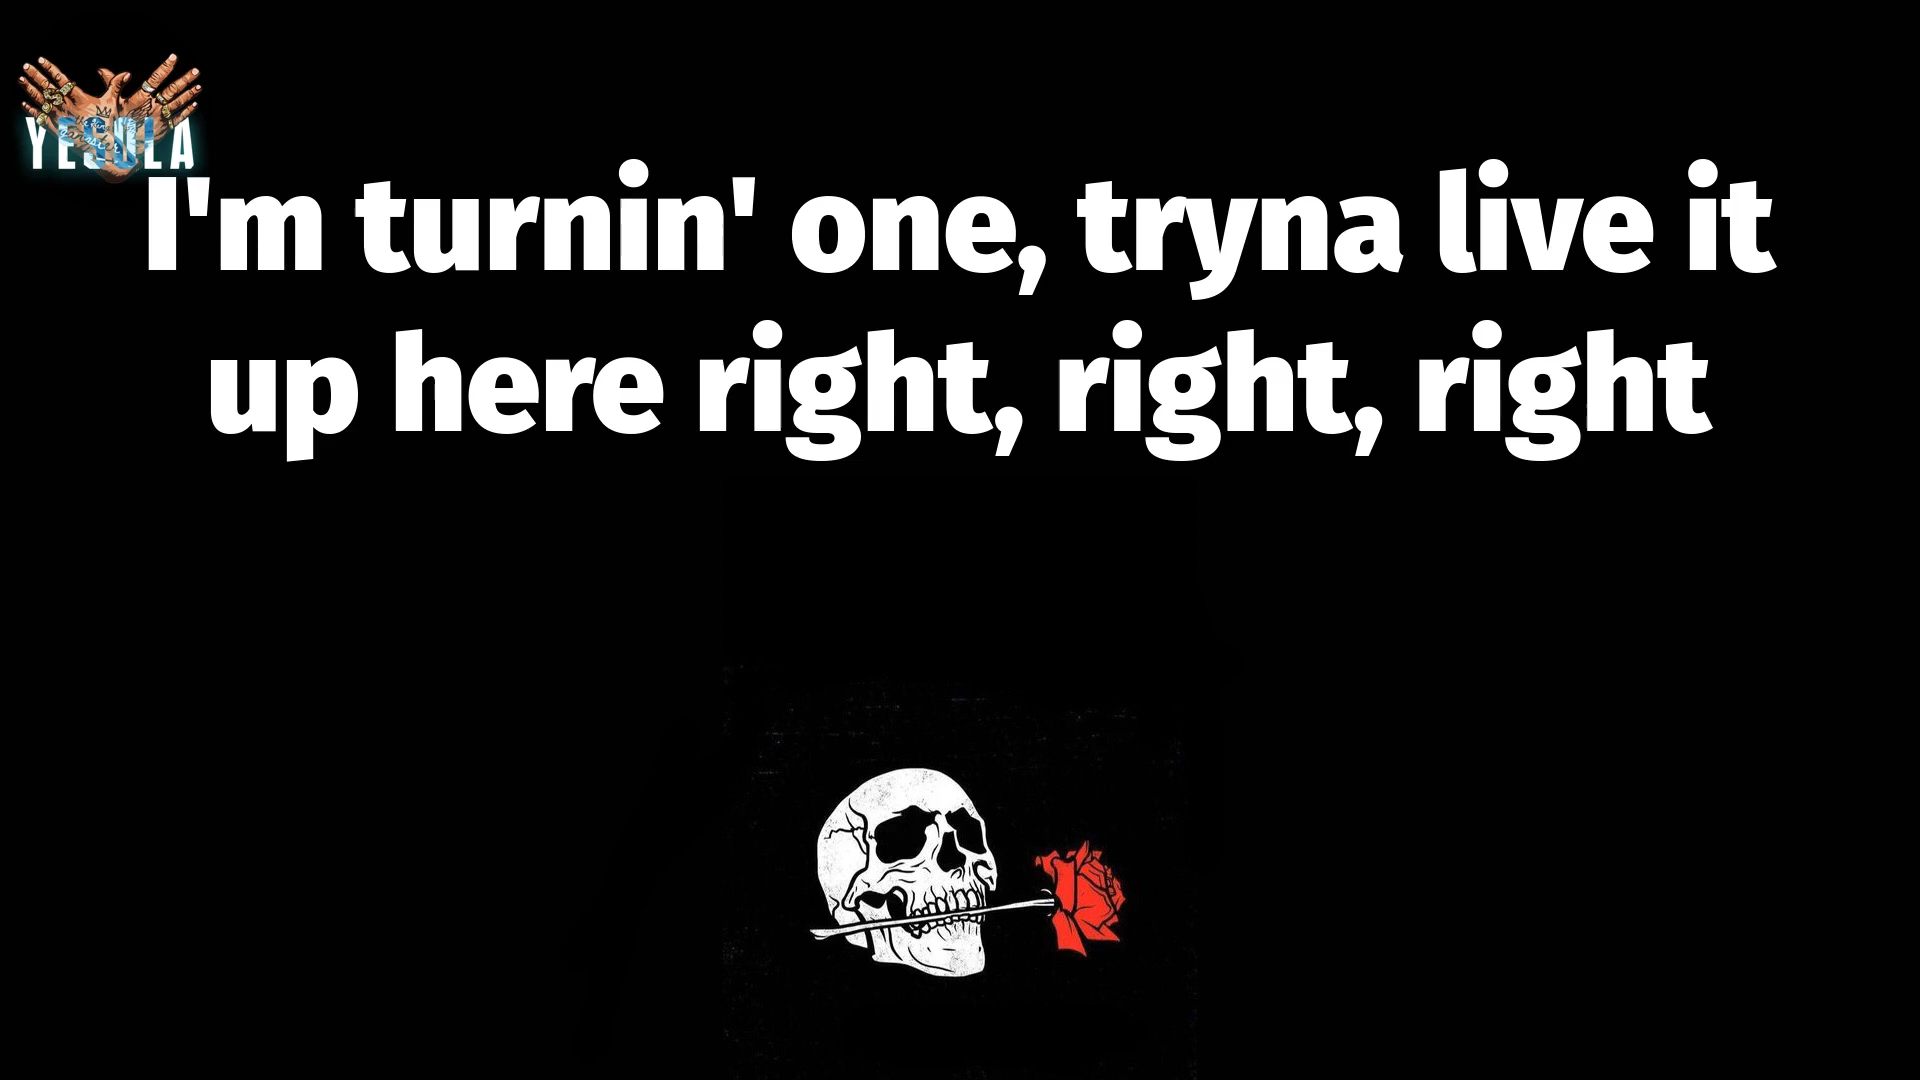 YESULA
I'm turnin' one, tryna live it
up here right, right, right